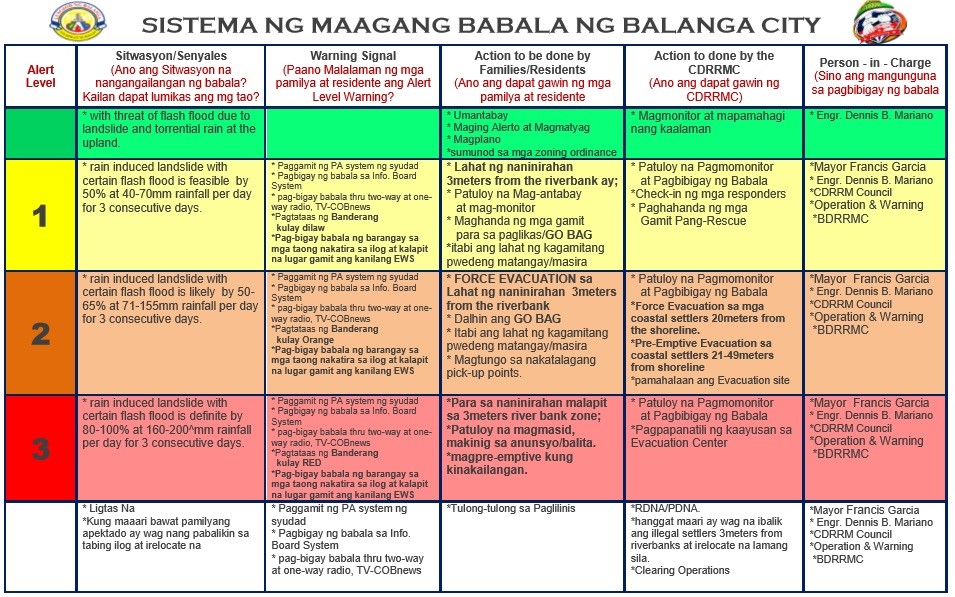 SISTEMA NG MAAGANG BABALA NG BALANGA CITY
Alert
Level
Sitwasyon/Senyales
(Ano ang Sitwasyon na
nangangailangan ng babala?
Kailan dapat lumikas ang mg tao?
Warning Signal
(Paano Malalaman ng mga
pamilya at residente ang Alert
Level Warning?
Action to be done by
Families/Residents
(Ano ang dapat gawin ng mga
pamilya at residente
Action to done by the
CDRRMC
(Ano ang dapat gawin ng
CDRRMC)
Person - in - Charge
(Sino ang mangunguna
sa pagbibigay ng babala
* with threat of flash flood due to
landslide and torrential rain at the
upland.
* Umantabay
* Maging Alerto at Magmatyag
* Magplano
*sumunod sa mga zoning ordinance
* Magmonitor at mapamahagi
nang kaalaman
* Engr. Dennis B. Mariano
1
* rain induced landslide with
certain flash flood is feasible by
50% at 40-70mm rainfall per day
for 3 consecutive days.
* Paggamit ng PA system ng syudad
* Pagbigay ng babala sa Info. Board
System
* pag-bigay babala thru two-way at one-
way radio, TV-COBnews
*Pagtataas ng Banderang
kulay dilaw
*Pag-bigay babala ng barangay sa
mga taong nakatira sa ilog at kalapit
na lugar gamit ang kanilang EWS
* Lahat ng naninirahan
3meters from the riverbank ay;
* Patuloy na Mag-antabay
at mag-monitor
* Maghanda ng mga gamit
para sa paglikas/GO BAG
*itabi ang lahat ng kagamitang
pwedeng matangay/masira
* Patuloy na Pagmomonitor
at Pagbibigay ng Babala
*Check-in ng mga responders
* Paghahanda ng mga
Gamit Pang-Rescue
*Mayor Francis Garcia
* Engr. Dennis B. Mariano
*CDRRM Council
*Operation & Warning
*BDRRMC
2
* rain induced landslide with
certain flash flood is likely by 50-
65% at 71-155mm rainfall per day
for 3 consecutive days.
* Paggamit ng PA system ng syudad
* Pagbigay ng babala sa Info. Board
System
* pag-bigay babala thru two-way at one-
way radio, TV-COBnews
*Pagtataas ng Banderang
kulay Orange
*Pag-bigay babala ng barangay sa
mga taong nakatira sa ilog at kalapit
na lugar gamit ang kanilang EWS
* FORCE EVACUATION sa
Lahat ng naninirahan 3meters
from the riverbank
* Dalhin ang GO BAG
* Itabi ang lahat ng kagamitang
pwedeng matangay/masira
* Magtungo sa nakatalagang
pick-up points.
* Patuloy na Pagmomonitor
at Pagbibigay ng Babala
*Force Evacuation sa mga
coastal settlers 20meters from
the shoreline.
*Pre-Emptive Evacuation sa
coastal settlers 21-49meters
from shoreline
*pamahalaan ang Evacuation site
*Mayor Francis Garcia
* Engr. Dennis B. Mariano
*CDRRM Council
*Operation & Warning
*BDRRMC
3
* rain induced landslide with
certain flash flood is definite by
80-100% at 160-200^mm rainfall
per day for 3 consecutive days.
* Paggamit ng PA system ng syudad
* Pagbigay ng babala sa Info. Board
System
* pag-bigay babala thru two-way at one-
way radio, TV-COBnews
*Pagtataas ng Banderang
kulay RED
*Pag-bigay babala ng barangay sa
mga taong nakatira sa ilog at kalapit
na lugar gamit ang kanilang EWS
*Para sa naninirahan malapit
sa 3meters river bank zone;
*Patuloy na magmasid,
makinig sa anunsyo/balita.
*magpre-emptive kung
kinakailangan.
* Patuloy na Pagmomonitor
at Pagbibigay ng Babala
*Pagpapanatili ng kaayusan sa
Evacuation Center
*Mayor Francis Garcia
* Engr. Dennis B. Mariano
*CDRRM Council
*Operation & Warning
*BDRRMC
* Ligtas Na
*Kung maaari bawat pamilyang
apektado ay wag nang pabalikin sa
tabing ilog at irelocate na
* Paggamit ng PA system ng
syudad
* Pagbigay ng babala sa Info.
Board System
* pag-bigay babala thru two-way
at one-way radio, TV-COBnews
*Tulong-tulong sa Paglilinis
*RDNA/PDNA.
*hanggat maari ay wag na ibalik
ang illegal settlers 3meters from
riverbanks at irelocate na lamang
sila.
*Clearing Operations
*Mayor Francis Garcia
* Engr. Dennis B. Mariano
*CDRRM Council
*Operation & Warning
*BDRRMC